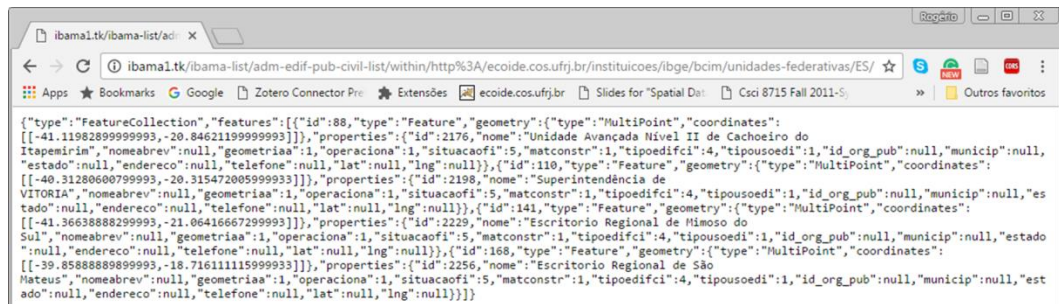 Rogério
ibama1.tk/ibama-list/adm
ibama1.tk/ibama-list/adm-edif-pub-civil-list/within/http%3A/ecoide.cos.ufrj.br/instituicoes/ibge/bcim/unidades-federativas/ES/
NEW
CORS
Apps Bookmarks Google Zotero Connector Pre Extensões ecoide.cos.ufrj.br Slides for "Spatial Dat Csci 8715 Fall 2011-Sy » Outros favoritos
{"type":"FeatureCollection","features":[{"id":88,"type":"Feature","geometry":{"type":"MultiPoint","coordinates":
[[-41.11982899999993,-20.84621199999993]]},"properties":{"id":2176,"nome":"Unidade Avançada Nível II de Cachoeiro do
Itapemirim","nomeabrev":null,"geometriaa":1,"operaciona":1,"situacaofi":5,"matconstr":1,"tipoedifci":4,"tipousoedi":1,"id_org_pub":null,"municip":null,
"estado":null,"endereco":null,"telefone":null,"lat":null,"lng":null}},{"id":110,"type":"Feature","geometry":{"type":"MultiPoint","coordinates":
[[-40.31280600799993,-20.315472005999933]]},"properties":{"id":2198,"nome":"Superintendência de
VITORIA","nomeabrev":null,"geometriaa":1,"operaciona":1,"situacaofi":5,"matconstr":1,"tipoedifci":4,"tipousoedi":1,"id_org_pub":null,"municip":null,"es
tado":null,"endereco":null,"telefone":null,"lat":null,"lng":null}},{"id":141,"type":"Feature","geometry":{"type":"MultiPoint","coordinates":
[[-41.36638888299993,-21.06416667299993]]},"properties":{"id":2229,"nome":"Escritorio Regional de Mimoso do
Sul","nomeabrev":null,"geometriaa":1,"operaciona":1,"situacaofi":5,"matconstr":1,"tipoedifci":4,"tipousoedi":1,"id_org_pub":null,"municip":null,"estado
":null,"endereco":null,"telefone":null,"lat":null,"lng":null}},{"id":168,"type":"Feature","geometry":{"type":"MultiPoint","coordinates":
[[-39.85888889899993,-18.716111115999933]]},"properties":{"id":2256,"nome":"Escritorio Regional de São
Mateus","nomeabrev":null,"geometriaa":1,"operaciona":1,"situacaofi":5,"matconstr":1,"tipoedifci":4,"tipousoedi":1,"id_org_pub":null,"municip":null,"est
ado":null,"endereco":null,"telefone":null,"lat":null,"lng":null}}]}